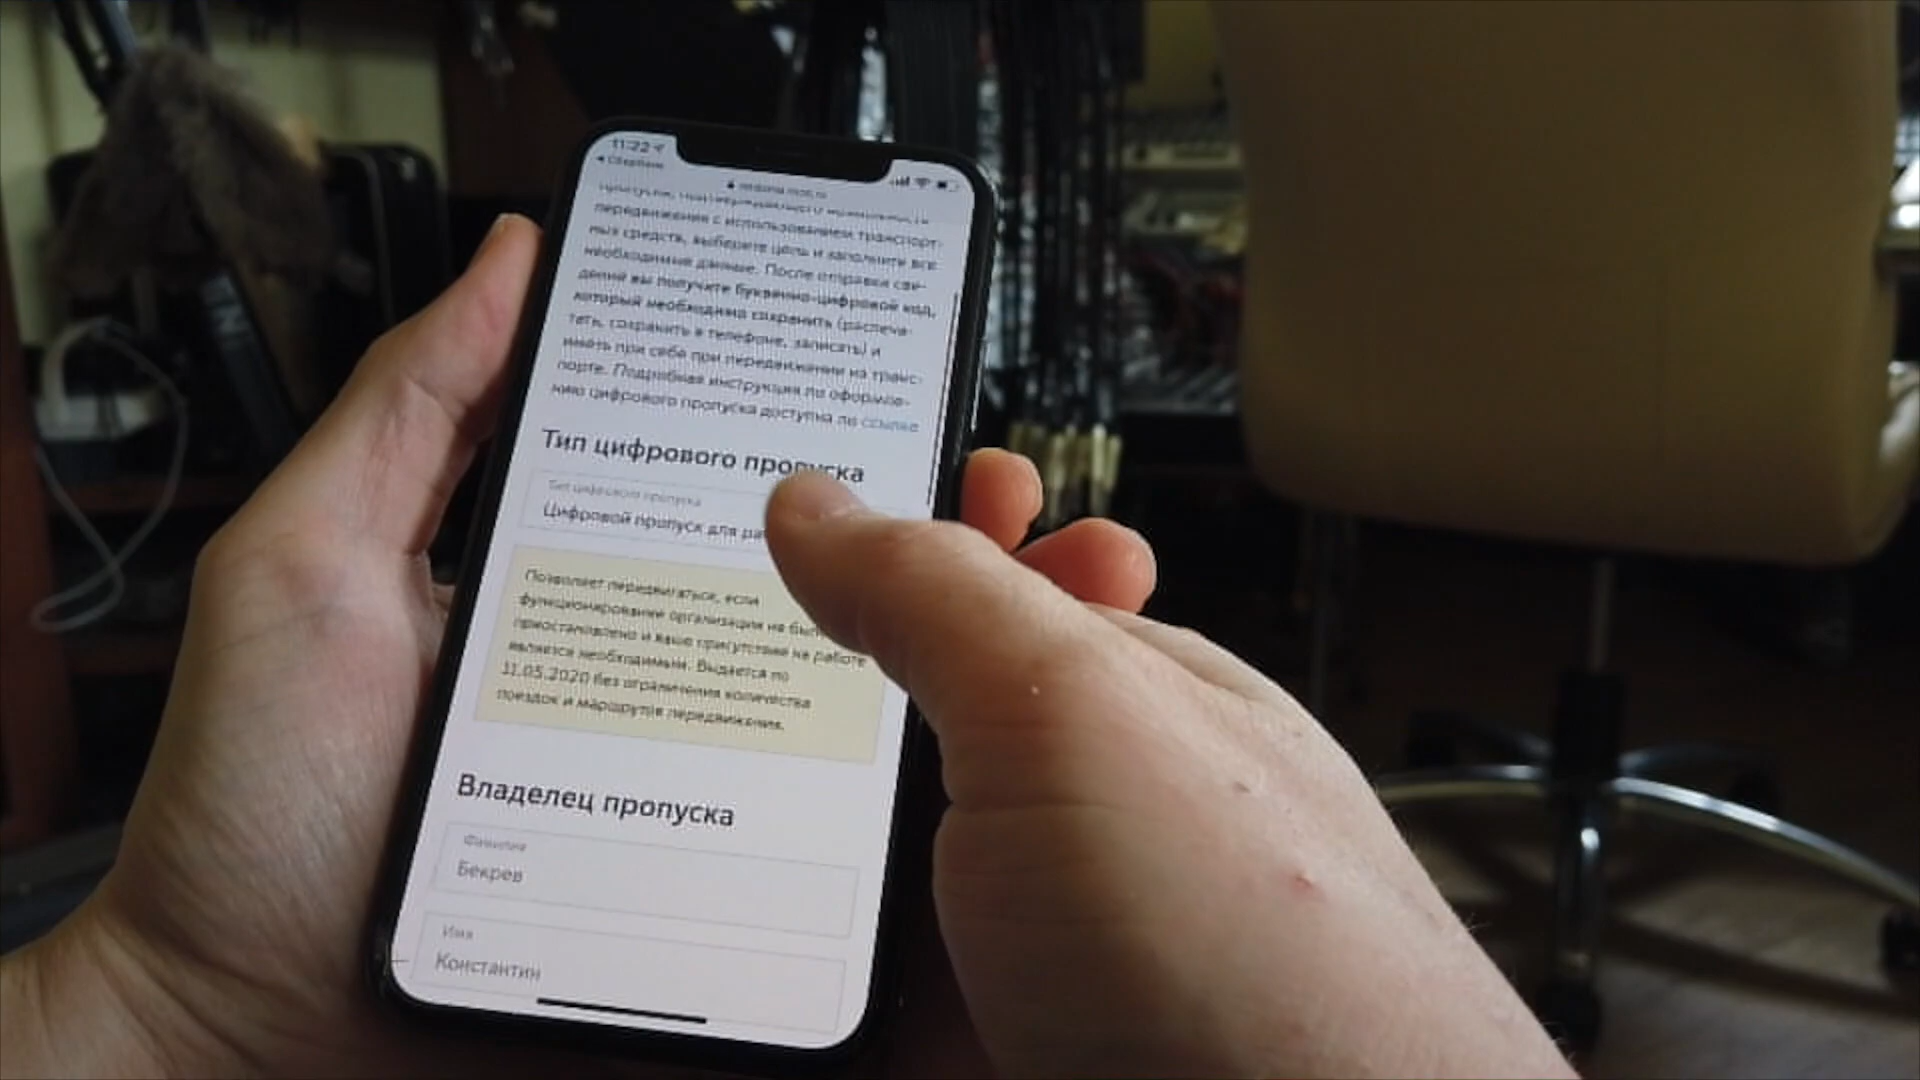 11:22
Сбербанк
передвижения с использованием транспорт-
ных средств, выберите цель и заполните все
необходимые данные. После отправки све-
дений вы получите буквенно-цифровой код,
который необходимо сохранить (распеча-
тать, сохранить в телефоне, записать) и
иметь при себе при передвижении на транс-
порте. Подробная инструкция по оформле-
нию цифрового пропуска доступна по ссылке
Тип цифрового пропуска
Тип цифрового пропуска
Цифровой пропуск для ра
Позволяет передвигаться, если
функционирование организации не был
приостановлено и ваше присутствие на работе
является необходимым. Выдается по
11.05.2020 без ограничения количества
поездок и маршрутов передвижения.
Владелец пропуска
Фамилия
Бекрев
Имя
Константин